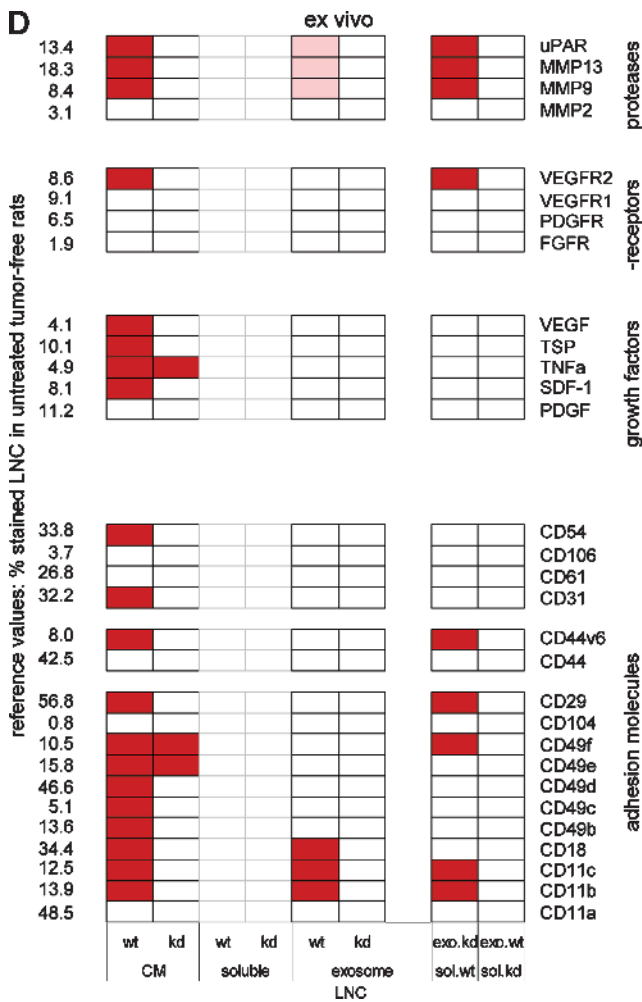 D
ex vivo
reference values: % stained LNC in untreated tumor-free rats
13.4 uPAR
18.3 MMP13
8.4 MMP9
3.1 MMP2
proteases
8.6 VEGFR2
9.1 VEGFR1
6.5 PDGFR
1.9 FGFR
-receptors
4.1 VEGF
10.1 TSP
4.9 TNFa
8.1 SDF-1
11.2 PDGF
growth factors
33.8 CD54
3.7 CD106
26.8 CD61
32.2 CD31
8.0 CD44v6
42.5 CD44
56.8 CD29
0.8 CD104
10.5 CD49f
15.8 CD49e
46.6 CD49d
5.1 CD49c
13.6 CD49b
34.4 CD18
12.5 CD11c
13.9 CD11b
48.5 CD11a
adhesion molecules
wt kd wt kd wt kd exo.kd exo.wt
CM soluble exosome sol.wt sol.kd
LNC